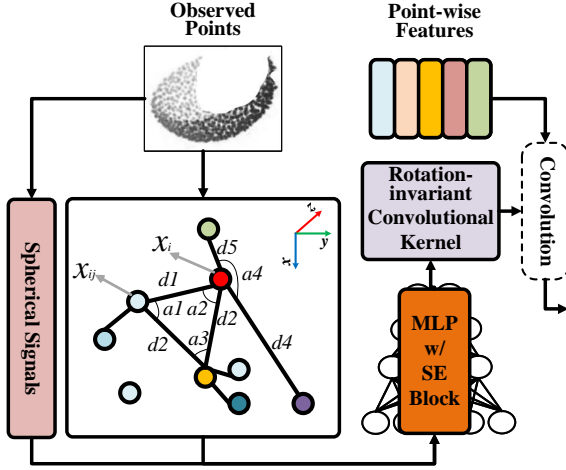 Observed
Points
Point-wise
Features
Spherical Signals
x_i
x_ij
d5
a4
d1
a1
a2
d2
d2
a3
d4
z
y
x
Rotation-
invariant
Convolutional
Kernel
Convolution
MLP
w/
SE
Block